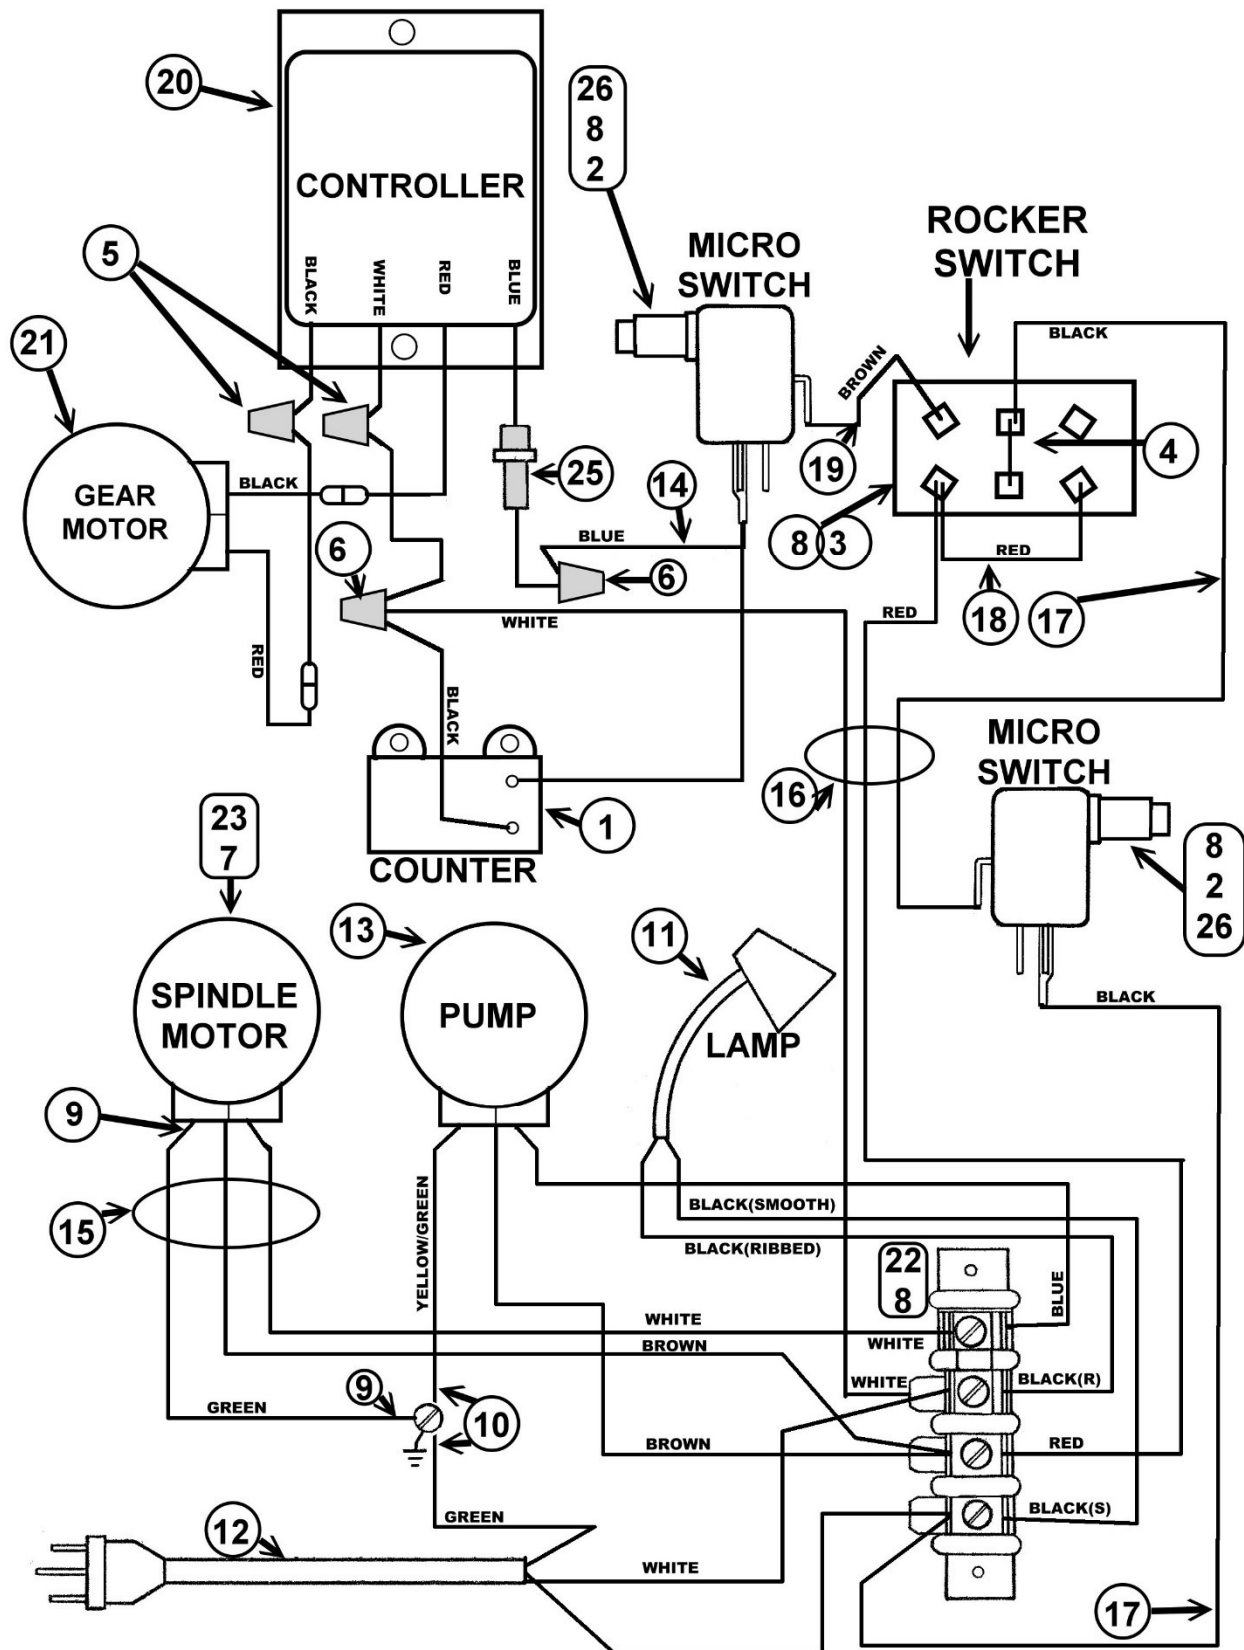 20
CONTROLLER
BLACK
WHITE
RED
BLUE
26
8
2
MICRO
SWITCH
ROCKER
SWITCH
5
21
BLACK
BROWN
4
19
GEAR
MOTOR
BLACK
25
14
8
3
6
BLUE
6
RED
18
17
WHITE
RED
RED
BLACK
MICRO
SWITCH
16
1
COUNTER
23
7
8
2
26
13
11
SPINDLE
MOTOR
PUMP
LAMP
BLACK
9
15
YELLOW/GREEN
BLACK(SMOOTH)
BLACK(RIBBED)
22
8
BLUE
WHITE
WHITE
BROWN
WHITE
BLACK(R)
9
GREEN
10
BROWN
RED
BLACK(S)
GREEN
12
WHITE
17